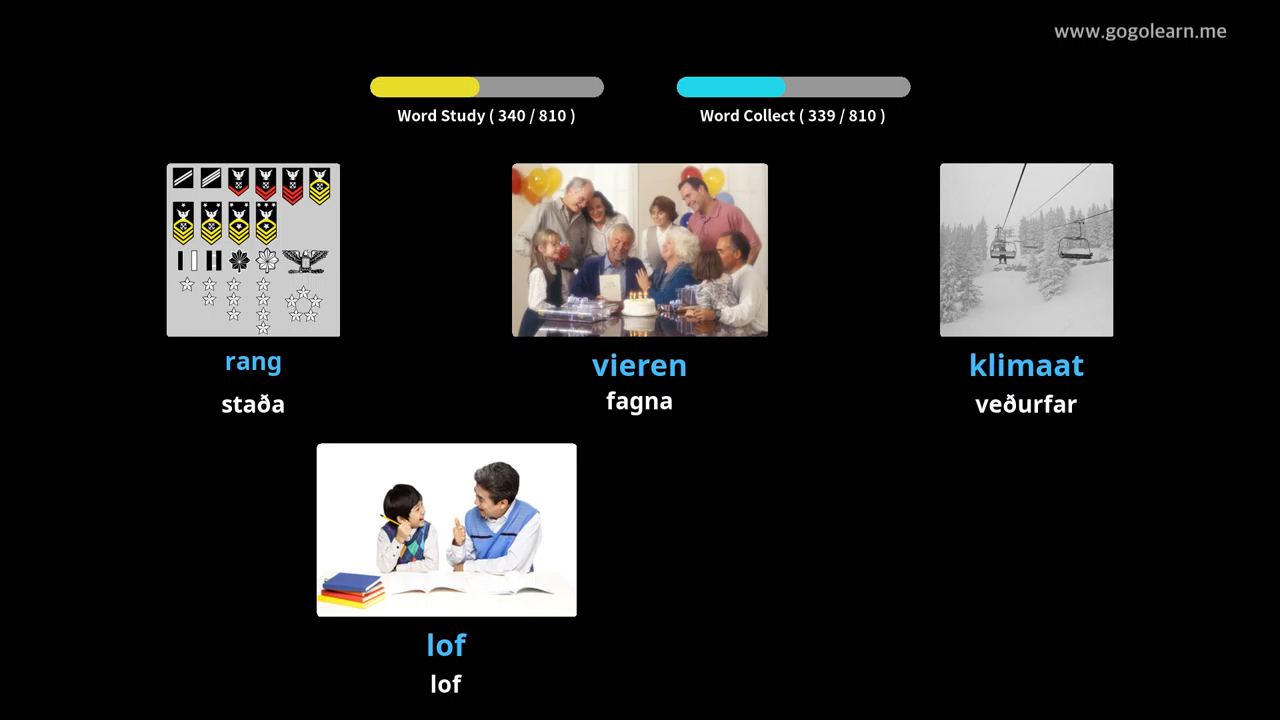 www.gogolearn.me
Word Study ( 340 / 810 )
Word Collect ( 339 / 810 )
rang
staða
vieren
fagna
klimaat
veðurfar
lof
lof